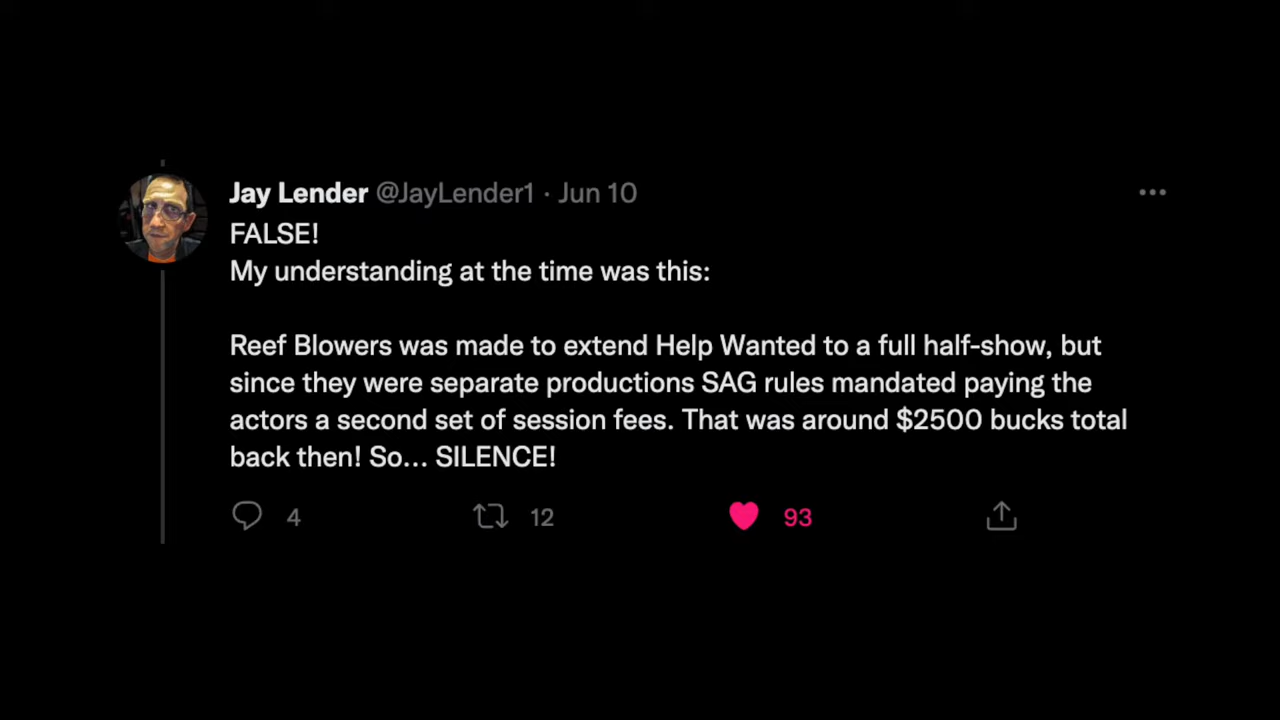 Jay Lender @JayLender1 · Jun 10
FALSE!
My understanding at the time was this:
Reef Blowers was made to extend Help Wanted to a full half-show, but
since they were separate productions SAG rules mandated paying the
actors a second set of session fees. That was around $2500 bucks total
back then! So... SILENCE!
4 12 93